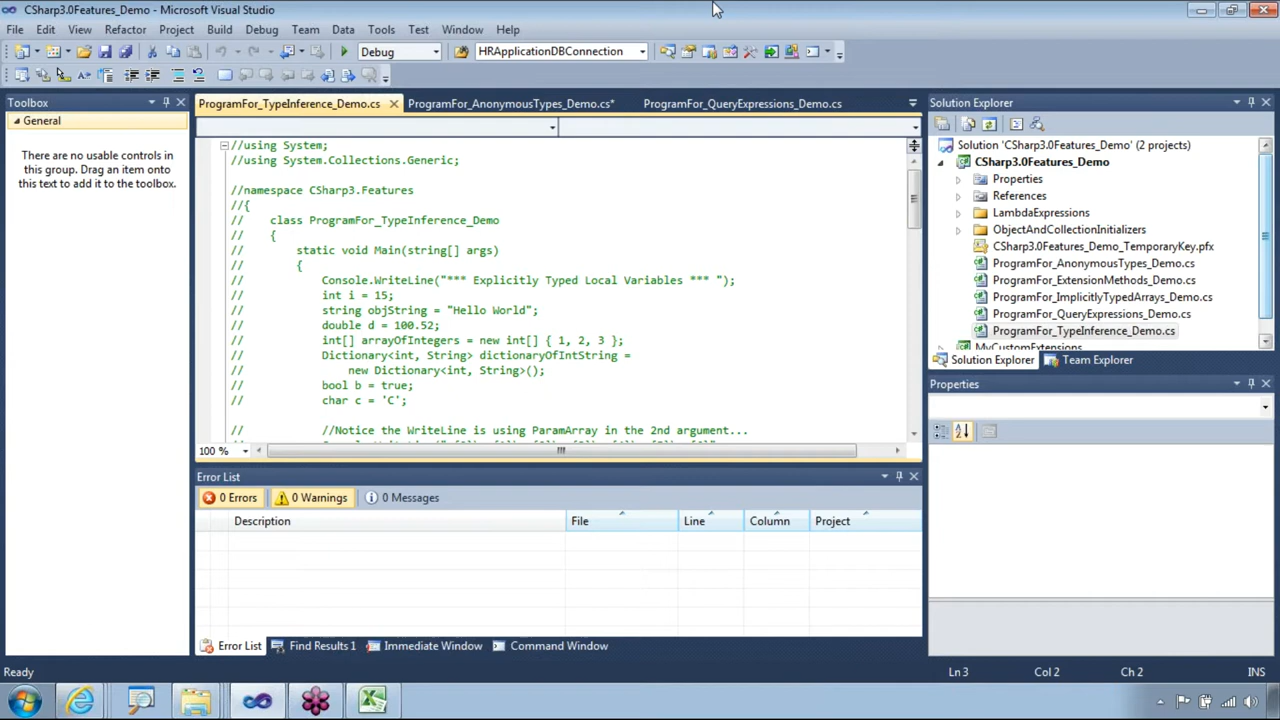 CSharp3.0Features_Demo - Microsoft Visual Studio
File Edit View Refactor Project Build Debug Team Data Tools Test Window Help
Debug HRApplicationDBConnection
Toolbox
General
There are no usable controls in
this group. Drag an item onto
this text to add it to the toolbox.
ProgramFor_TypeInference_Demo.cs ProgramFor_AnonymousTypes_Demo.cs* ProgramFor_QueryExpressions_Demo.cs
//using System;
//using System.Collections.Generic;
//namespace CSharp3.Features
//{
// class ProgramFor_TypeInference_Demo
// {
// static void Main(string[] args)
// {
// Console.WriteLine("*** Explicitly Typed Local Variables *** ");
// int i = 15;
// string objString = "Hello World";
// double d = 100.52;
// int[] arrayOfIntegers = new int[] { 1, 2, 3 };
// Dictionary<int, String> dictionaryOfIntString =
// new Dictionary<int, String>();
// bool b = true;
// char c = 'C';
// //Notice the WriteLine is using ParamArray in the 2nd argument...
100 %
Error List
0 Errors 0 Warnings 0 Messages
Description File Line Column Project
Error List Find Results 1 Immediate Window Command Window
Solution Explorer
Solution 'CSharp3.0Features_Demo' (2 projects)
CSharp3.0Features_Demo
Properties
References
LambdaExpressions
ObjectAndCollectionInitializers
CSharp3.0Features_Demo_TemporaryKey.pfx
ProgramFor_AnonymousTypes_Demo.cs
ProgramFor_ExtensionMethods_Demo.cs
ProgramFor_ImplicitlyTypedArrays_Demo.cs
ProgramFor_QueryExpressions_Demo.cs
ProgramFor_TypeInference_Demo.cs
MyCustomExtensions
Solution Explorer Team Explorer
Properties
Ready Ln 3 Col 2 Ch 2 INS